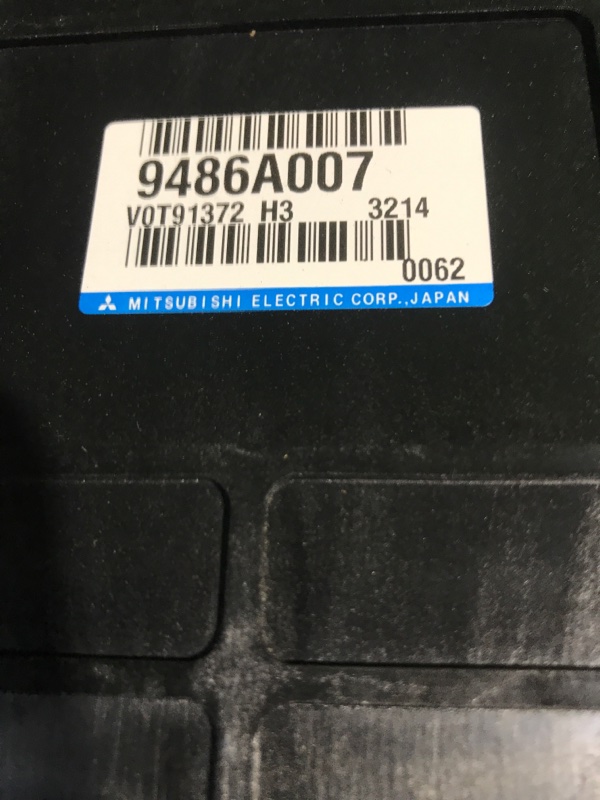 9486A007
V0T91372 H3 3214
0062
MITSUBISHI ELECTRIC CORP.,JAPAN